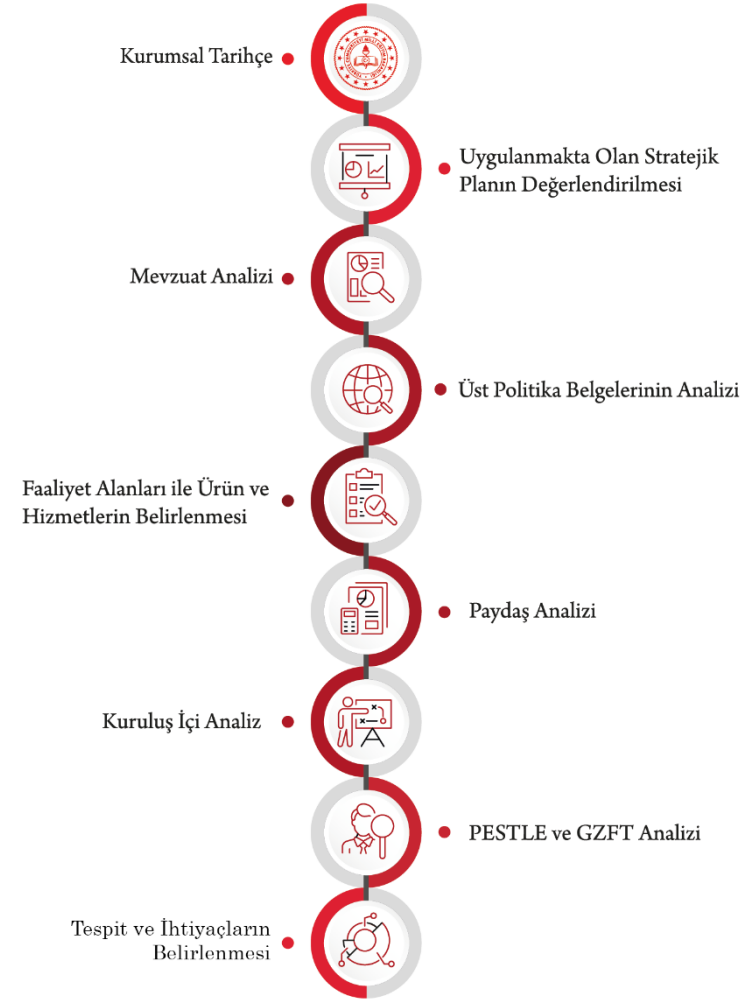 Kurumsal Tarihçe
Uygulanmakta Olan Stratejik
Planın Değerlendirilmesi
Mevzuat Analizi
Üst Politika Belgelerinin Analizi
Faaliyet Alanları ile Ürün ve
Hizmetlerin Belirlenmesi
Paydaş Analizi
Kuruluş İçi Analiz
PESTLE ve GZFT Analizi
Tespit ve İhtiyaçların
Belirlenmesi